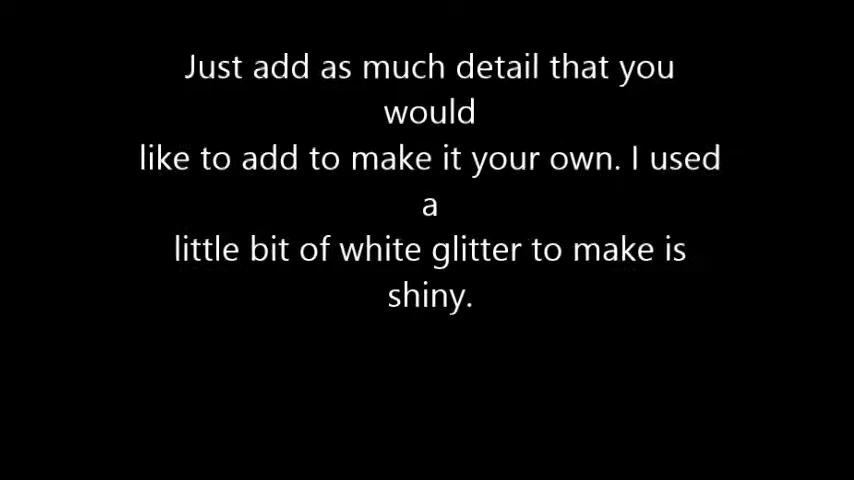 Just add as much detail that you
would
like to add to make it your own. I used
a
little bit of white glitter to make is
shiny.